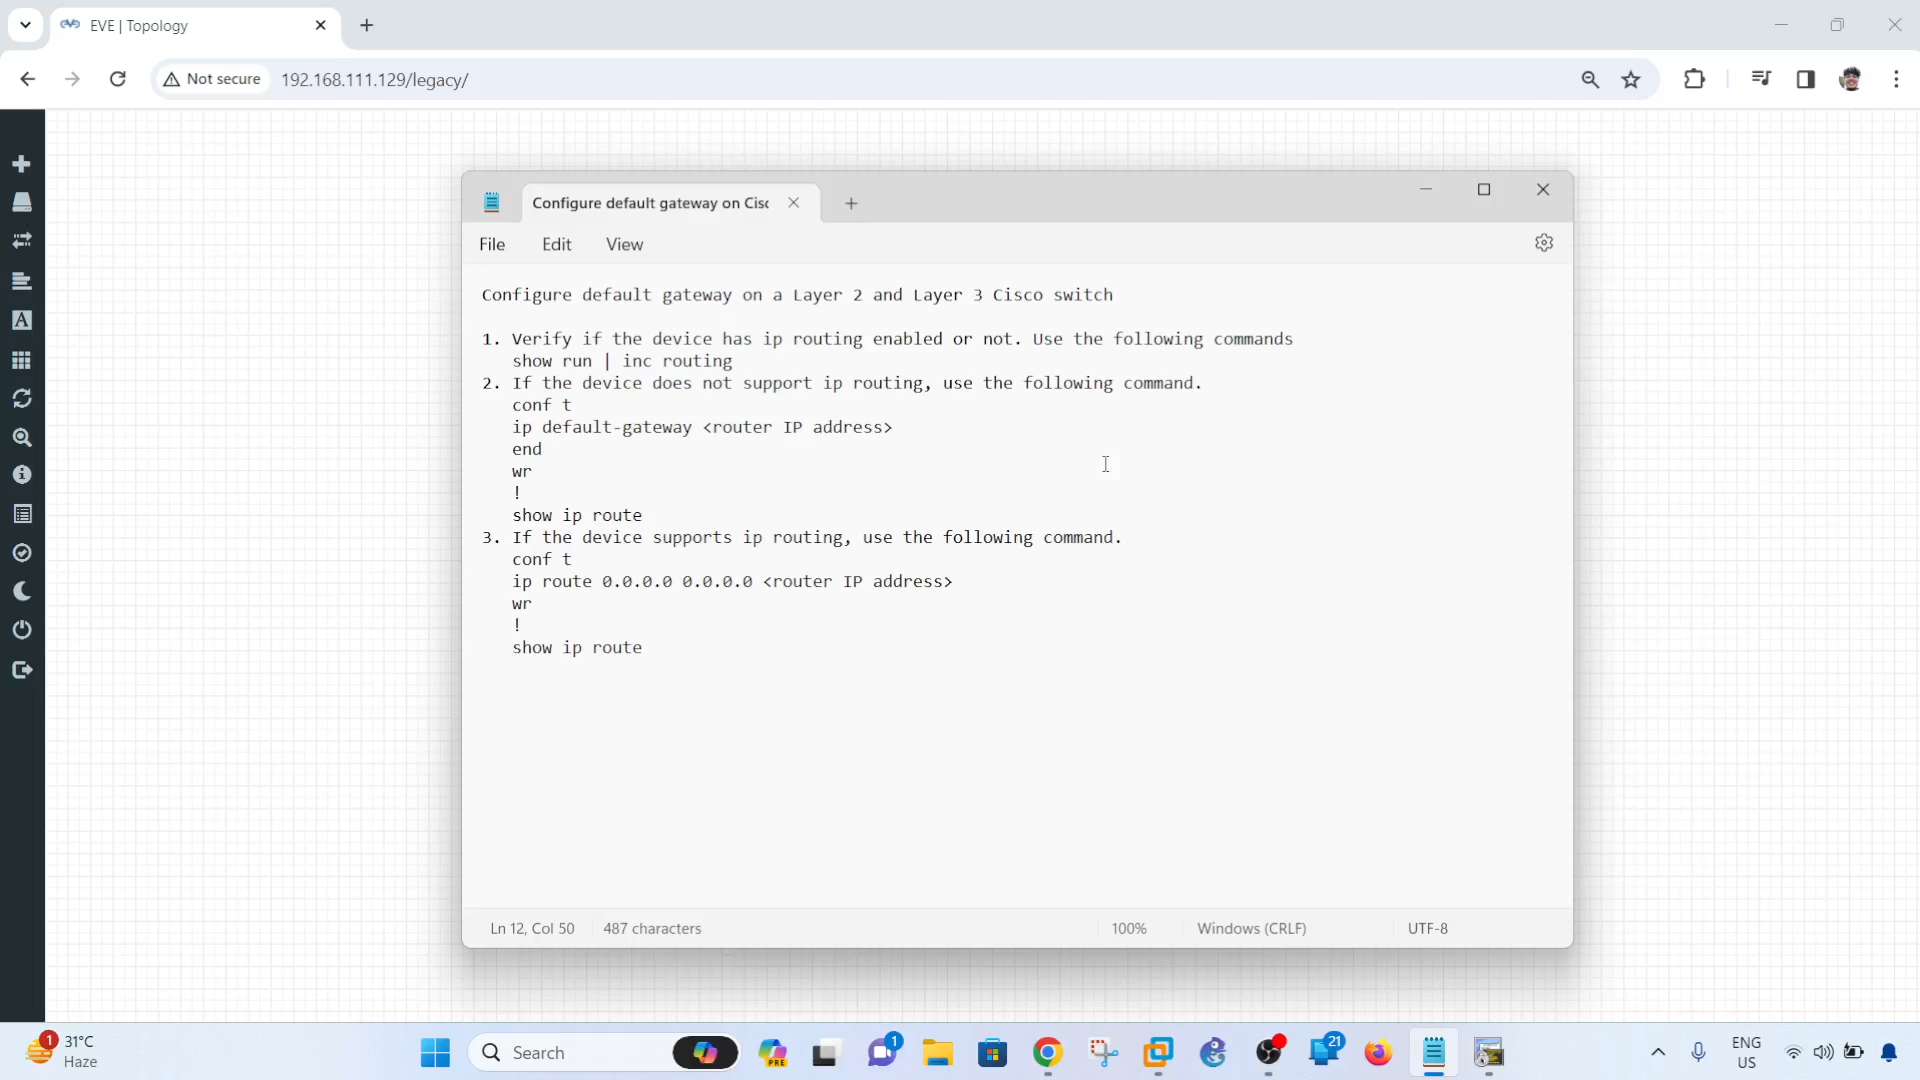 EVE | Topology
Not secure
192.168.111.129/legacy/
Configure default gateway on Cisc
File
Edit
View
Configure default gateway on a Layer 2 and Layer 3 Cisco switch
1. Verify if the device has ip routing enabled or not. Use the following commands
show run | inc routing
2. If the device does not support ip routing, use the following command.
conf t
ip default-gateway <router IP address>
end
wr
!
show ip route
3. If the device supports ip routing, use the following command.
conf t
ip route 0.0.0.0 0.0.0.0 <router IP address>
wr
!
show ip route
Ln 12, Col 50
487 characters
100%
Windows (CRLF)
UTF-8
1
31°C
Haze
Search
PRE
1
21
ENG
US